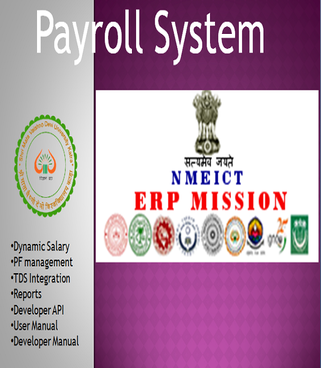 Payroll System
सत्यमेव जयते
NMEICT
ERP MISSION
•Dynamic Salary
•PF management
•TDS Integration
•Reports
•Developer API
•User Manual
•Developer Manual